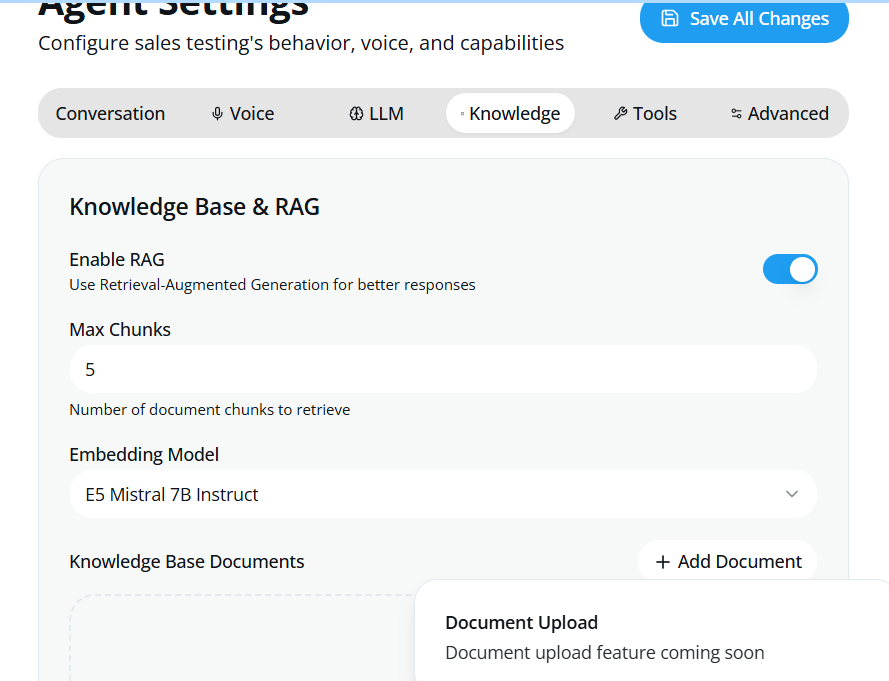 Agent Settings
Configure sales testing's behavior, voice, and capabilities
Save All Changes
Conversation
Voice
LLM
Knowledge
Tools
Advanced
Knowledge Base & RAG
Enable RAG
Use Retrieval-Augmented Generation for better responses
Max Chunks
5
Number of document chunks to retrieve
Embedding Model
E5 Mistral 7B Instruct
Knowledge Base Documents
+ Add Document
Document Upload
Document upload feature coming soon